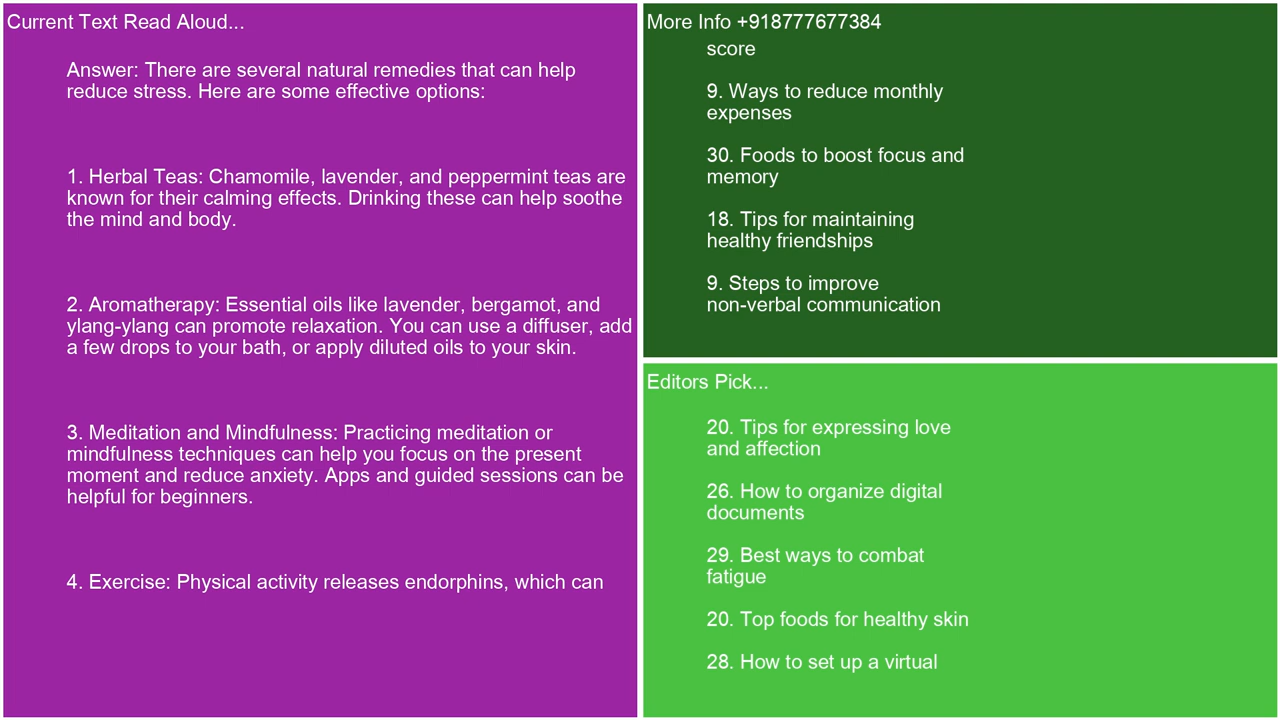 Current Text Read Aloud...
Answer: There are several natural remedies that can help
reduce stress. Here are some effective options:
1. Herbal Teas: Chamomile, lavender, and peppermint teas are
known for their calming effects. Drinking these can help soothe
the mind and body.
2. Aromatherapy: Essential oils like lavender, bergamot, and
ylang-ylang can promote relaxation. You can use a diffuser, add
a few drops to your bath, or apply diluted oils to your skin.
3. Meditation and Mindfulness: Practicing meditation or
mindfulness techniques can help you focus on the present
moment and reduce anxiety. Apps and guided sessions can be
helpful for beginners.
4. Exercise: Physical activity releases endorphins, which can
More Info +918777677384
score
9. Ways to reduce monthly
expenses
30. Foods to boost focus and
memory
18. Tips for maintaining
healthy friendships
9. Steps to improve
non-verbal communication
Editors Pick...
20. Tips for expressing love
and affection
26. How to organize digital
documents
29. Best ways to combat
fatigue
20. Top foods for healthy skin
28. How to set up a virtual